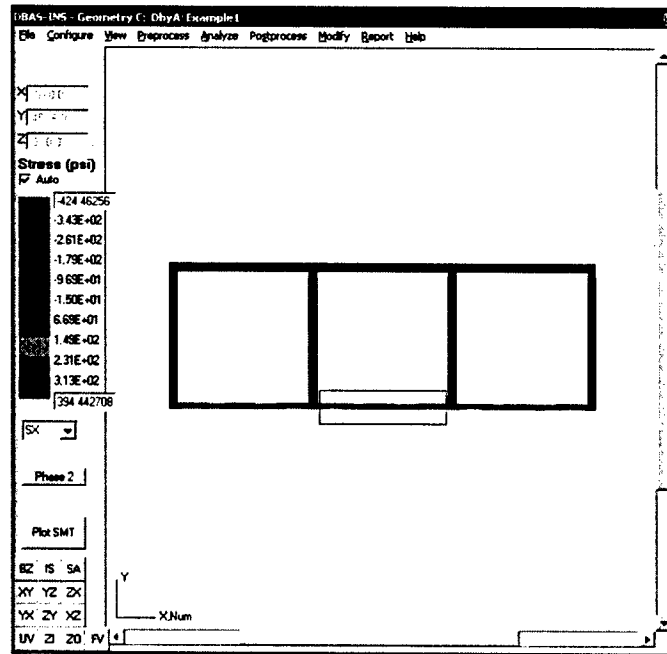 DBAS-INS - Geometry C: DbyA: Example1
File Configure View Preprocess Analyze Postprocess Modify Report Help
X
Y
Z
Stress (psi)
Auto
-424.46256
-3.43E+02
-2.61E+02
-1.79E+02
-9.69E+01
-1.50E+01
6.69E+01
1.49E+02
2.31E+02
3.13E+02
394.442708
SX
Phase 2
Plot SMT
BZ IS SA
XY YZ ZX
YX ZY XZ
UV ZI ZO FV
Y
X,Num